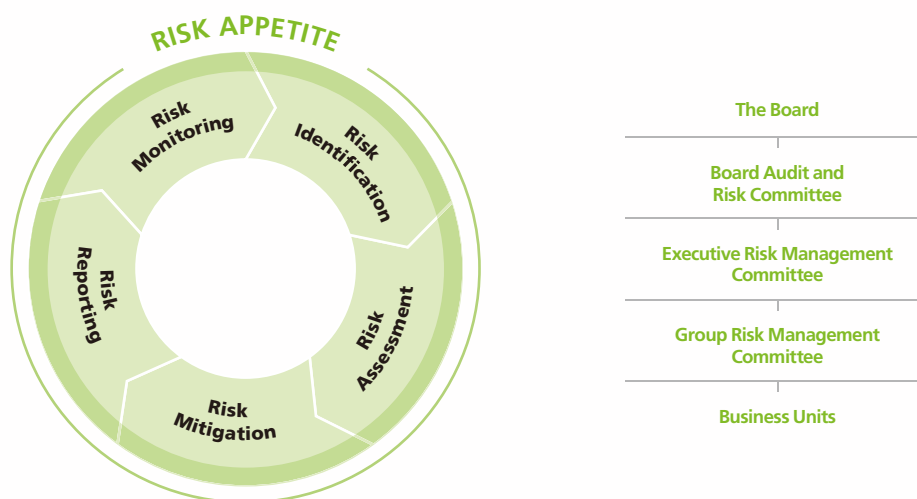 RISK APPETITE
Risk
Identification
Risk
Assessment
Risk
Mitigation
Risk
Reporting
Risk
Monitoring
The Board
Board Audit and
Risk Committee
Executive Risk Management
Committee
Group Risk Management
Committee
Business Units